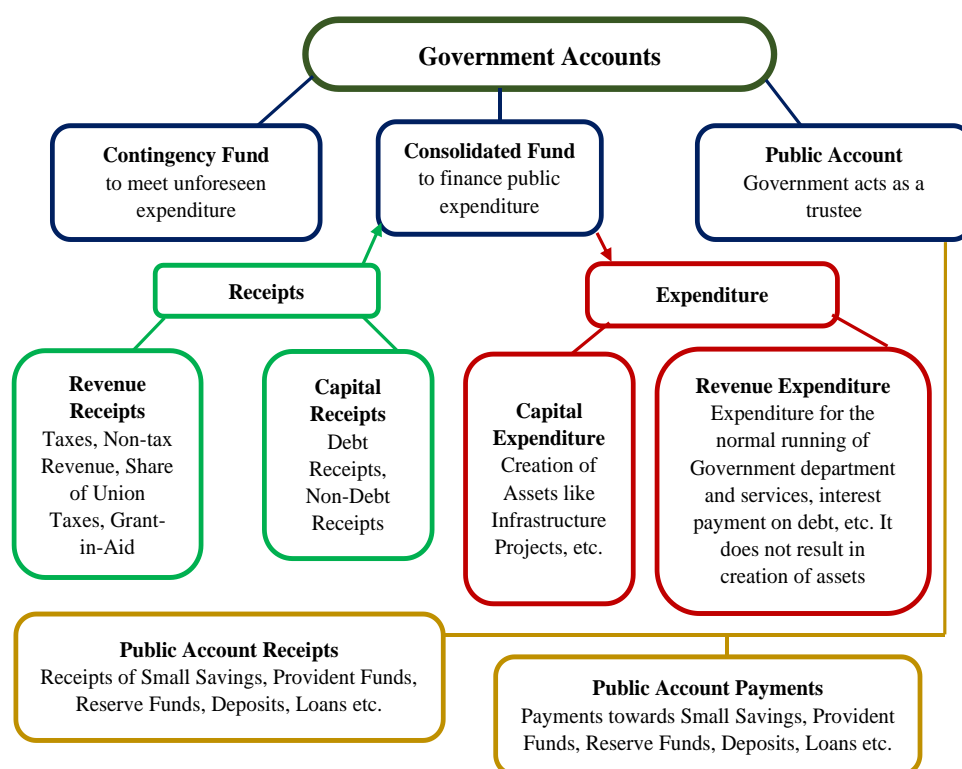 Government Accounts
Contingency Fund
to meet unforeseen
expenditure
Consolidated Fund
to finance public
expenditure
Public Account
Government acts as a
trustee
Receipts
Expenditure
Revenue
Receipts
Taxes, Non-tax
Revenue, Share
of Union
Taxes, Grant-
in-Aid
Capital
Receipts
Debt
Receipts,
Non-Debt
Receipts
Capital
Expenditure
Creation of
Assets like
Infrastructure
Projects, etc.
Revenue Expenditure
Expenditure for the
normal running of
Government department
and services, interest
payment on debt, etc. It
does not result in
creation of assets
Public Account Receipts
Receipts of Small Savings, Provident Funds,
Reserve Funds, Deposits, Loans etc.
Public Account Payments
Payments towards Small Savings, Provident
Funds, Reserve Funds, Deposits, Loans etc.